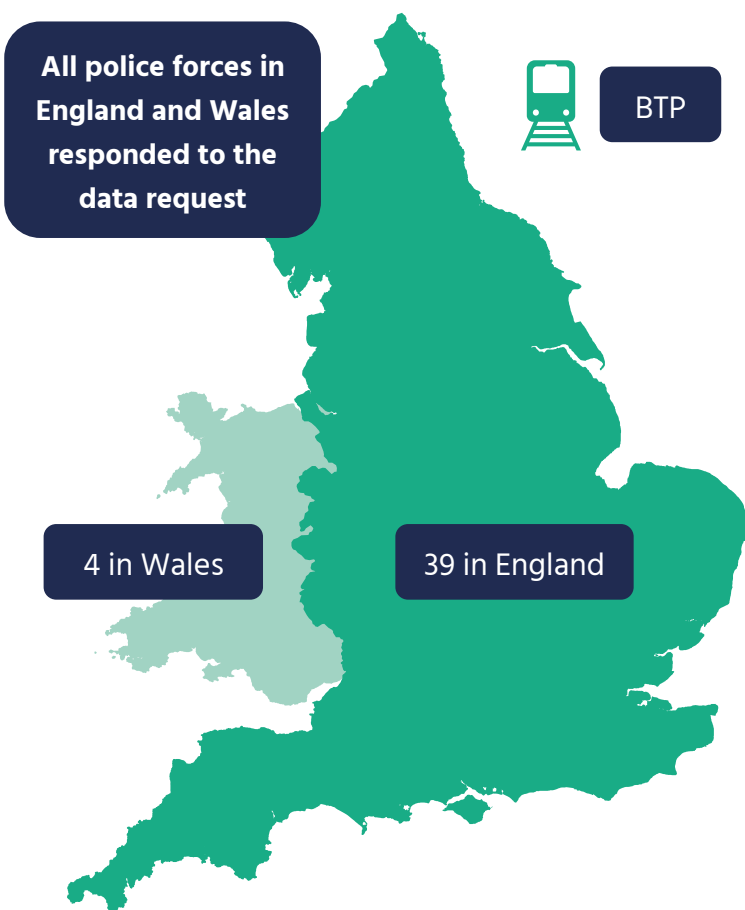 All police forces in
England and Wales
responded to the
data request
BTP
4 in Wales
39 in England